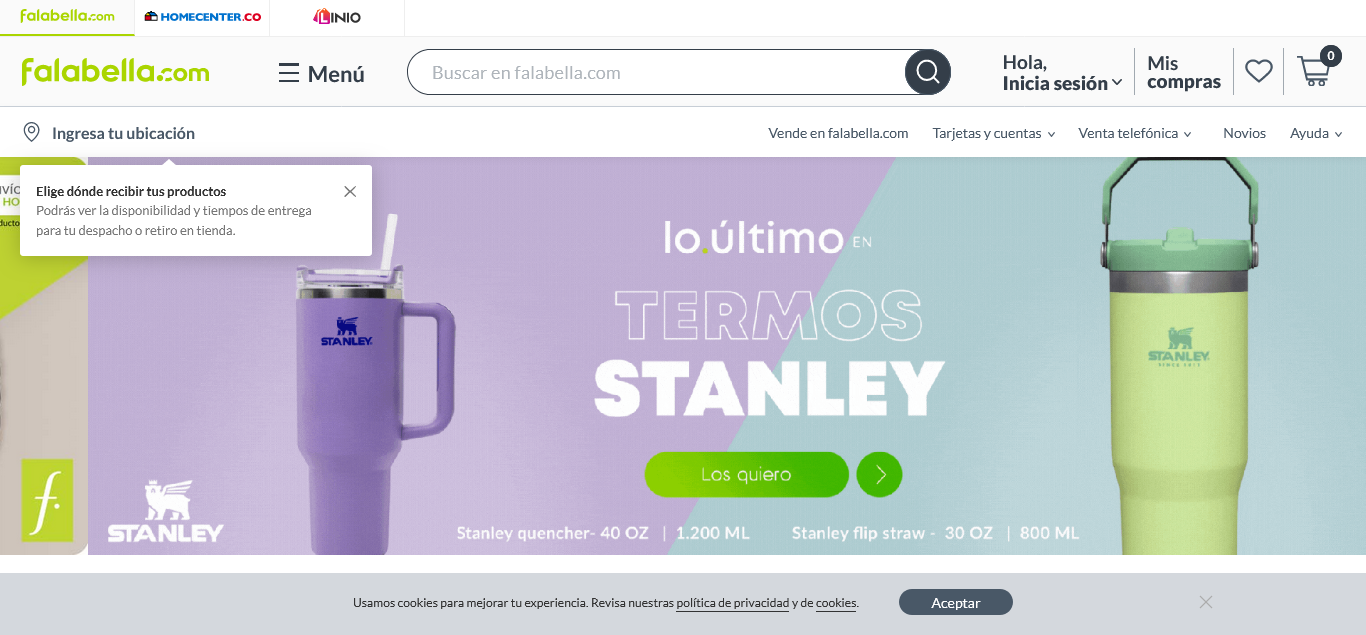 falabella.com
HOMECENTER.CO
LINIO
falabella.com
Menú
Buscar en falabella.com
Hola,
Inicia sesión
Mis
compras
0
Ingresa tu ubicación
Vende en falabella.com
Tarjetas y cuentas
Venta telefónica
Novios
Ayuda
Elige dónde recibir tus productos
Podrás ver la disponibilidad y tiempos de entrega
para tu despacho o retiro en tienda.
HO
lo.último EN
TERMOS
STANLEY
Los quiero
STANLEY
STANLEY
SINCE 1913
f.
STANLEY
Stanley quencher- 40 OZ | 1.200 ML
Stanley flip straw - 30 OZ | 800 ML
Usamos cookies para mejorar tu experiencia. Revisa nuestras política de privacidad y de cookies.
Aceptar